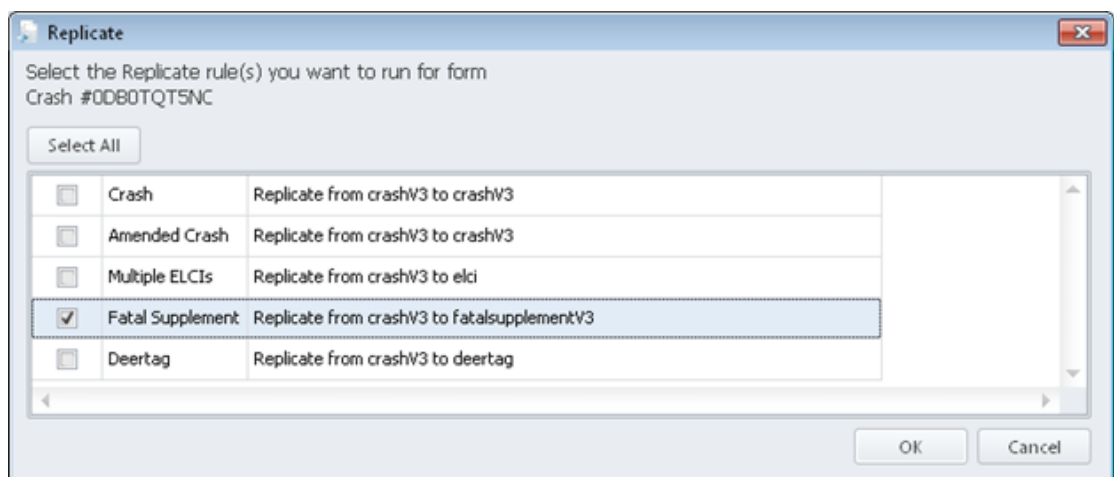 Replicate
Select the Replicate rule(s) you want to run for form
Crash #0DB0TQT5NC
Select All
Crash Replicate from crashV3 to crashV3
Amended Crash Replicate from crashV3 to crashV3
Multiple ELCIs Replicate from crashV3 to elci
Fatal Supplement Replicate from crashV3 to fatalsupplementV3
Deertag Replicate from crashV3 to deertag
OK Cancel